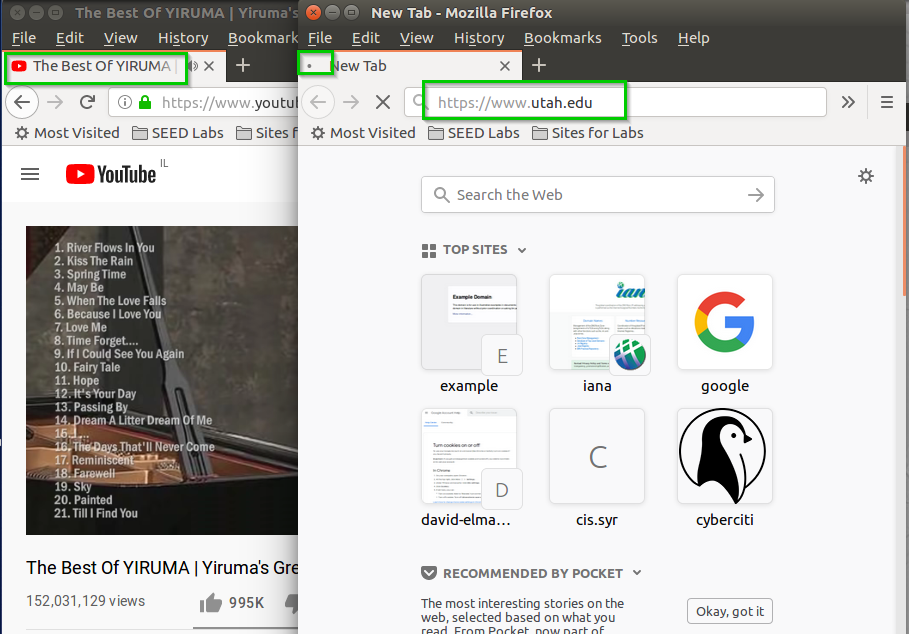 The Best Of YIRUMA | Yiruma's
File Edit View History Bookmark
The Best Of YIRUMA |
https://www.youtu
Most Visited SEED Labs Sites f
YouTube IL
1. River Flows In You
2. Kiss The Rain
3. Spring Time
4. May Be
5. When The Love Falls
6. Because I Love You
7. Love Me
8. Time Forget....
9. If I Could See You Again
10. Fairy Tale
11. Hope
12. It's Your Day
13. Passing By
14. Dream A Litter Dream Of Me
15. I...
16. The Days That'll Never Come
17. Reminiscent
18. Farewell
19. Sky
20. Painted
21. Till I Find You
The Best Of YIRUMA | Yiruma's Gre
152,031,129 views 995K
New Tab - Mozilla Firefox
File Edit View History Bookmarks Tools Help
New Tab
https://www.utah.edu
Most Visited SEED Labs Sites for Labs
Search the Web
TOP SITES
Example Domain
E
iana
example iana google
Turn cookies on or off
D
C
david-elma... cis.syr cyberciti
RECOMMENDED BY POCKET
The most interesting stories on the
web, selected based on what you
read. From Pocket, now part of
Okay, got it